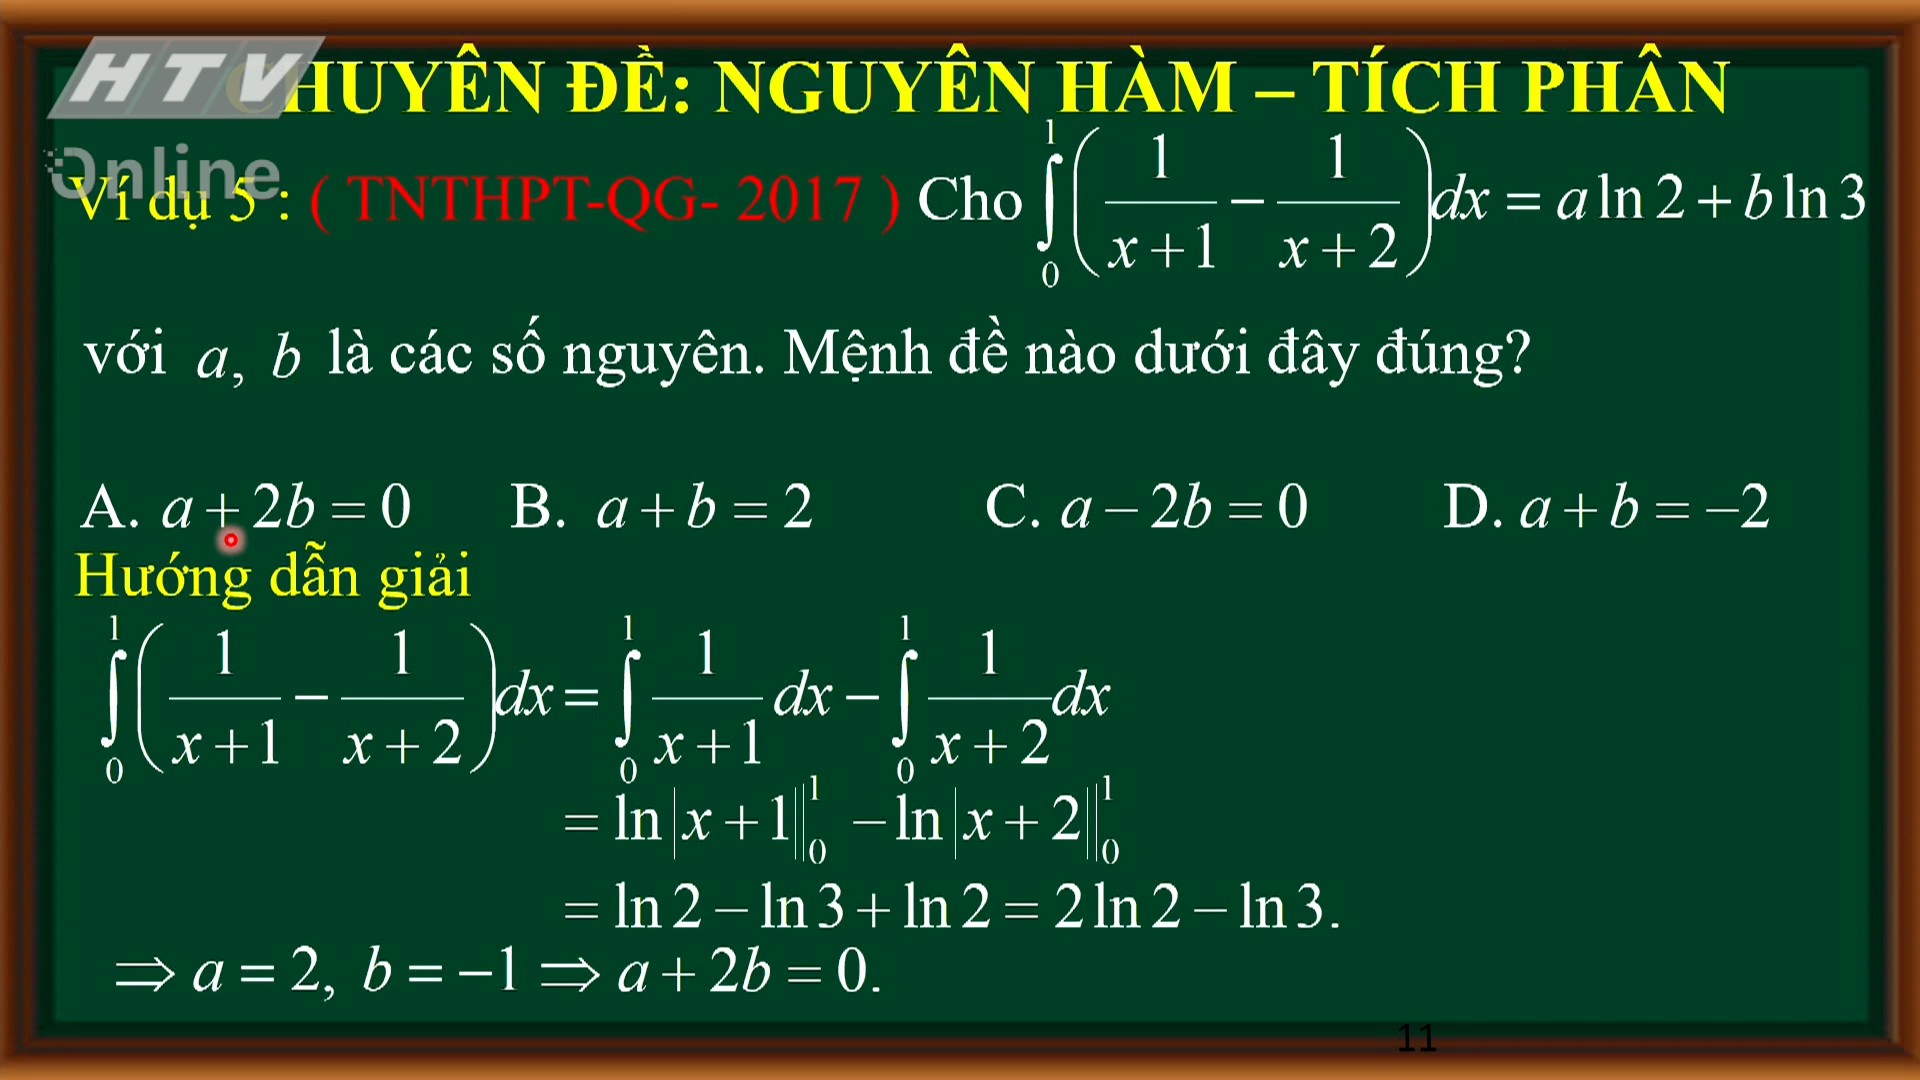 HTV
Online
CHUYÊN ĐỀ: NGUYÊN HÀM – TÍCH PHÂN
Ví dụ 5 : ( TNTHPT-QG- 2017 ) Cho ∫₀¹ (1/(x+1) − 1/(x+2)) dx = a ln 2 + b ln 3
với a, b là các số nguyên. Mệnh đề nào dưới đây đúng?
A. a + 2b = 0 B. a + b = 2 C. a − 2b = 0 D. a + b = −2
Hướng dẫn giải
∫₀¹ (1/(x+1) − 1/(x+2)) dx = ∫₀¹ 1/(x+1) dx − ∫₀¹ 1/(x+2) dx
= ln|x+1||₀¹ − ln|x+2||₀¹
= ln 2 − ln 3 + ln 2 = 2 ln 2 − ln 3.
⇒ a = 2, b = −1 ⇒ a + 2b = 0.
11